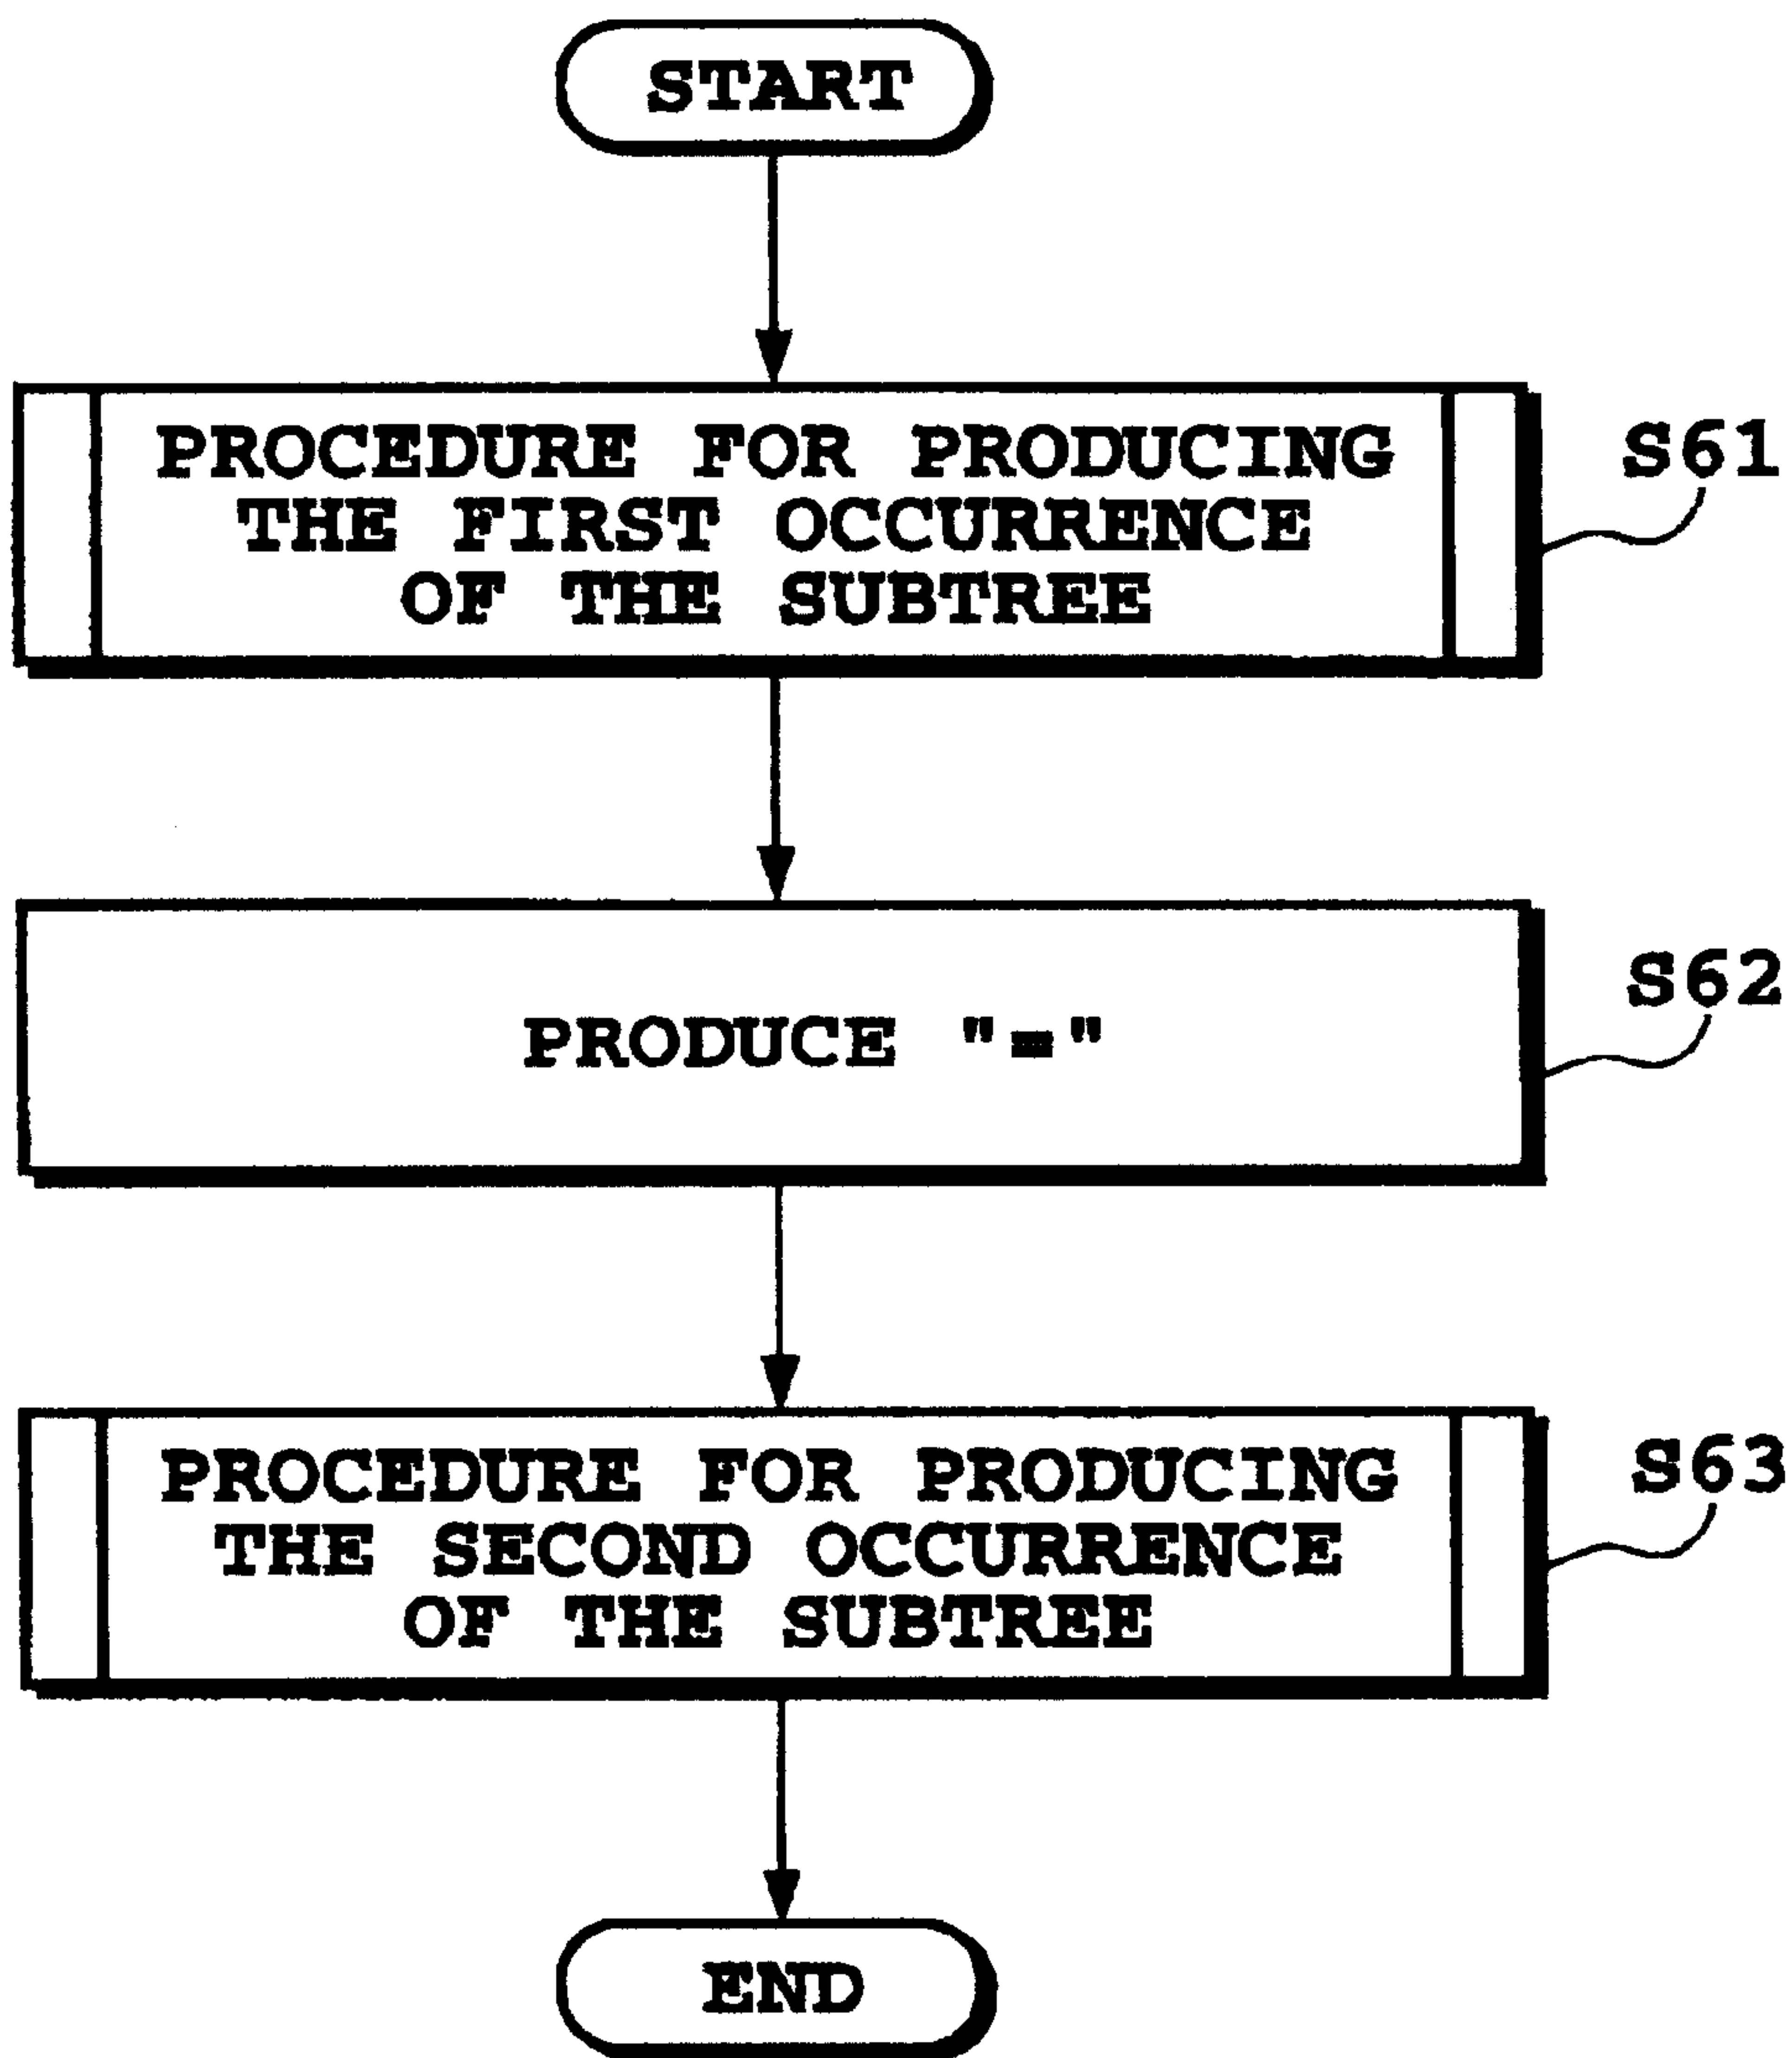 START
PROCEDURE FOR PRODUCING
THE FIRST OCCURRENCE
OF THE SUBTREE
S61
PRODUCE "="
S62
PROCEDURE FOR PRODUCING
THE SECOND OCCURRENCE
OF THE SUBTREE
S63
END